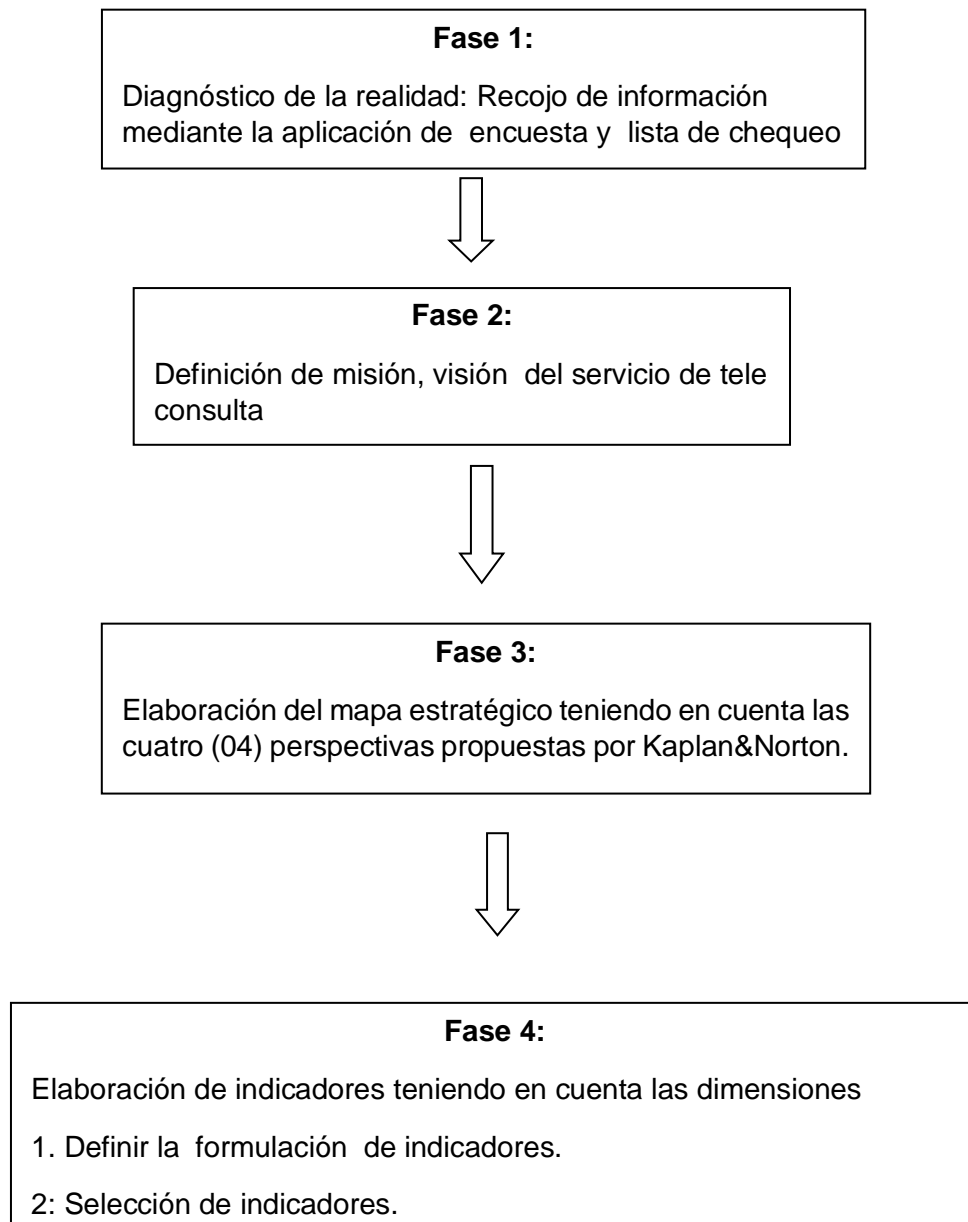 Fase 1:
Diagnóstico de la realidad: Recojo de información
mediante la aplicación de  encuesta y  lista de chequeo
Fase 2:
Definición de misión, visión  del servicio de tele
consulta
Fase 3:
Elaboración del mapa estratégico teniendo en cuenta las
cuatro (04) perspectivas propuestas por Kaplan&Norton.
Fase 4:
Elaboración de indicadores teniendo en cuenta las dimensiones
1. Definir la  formulación  de indicadores.
2: Selección de indicadores.